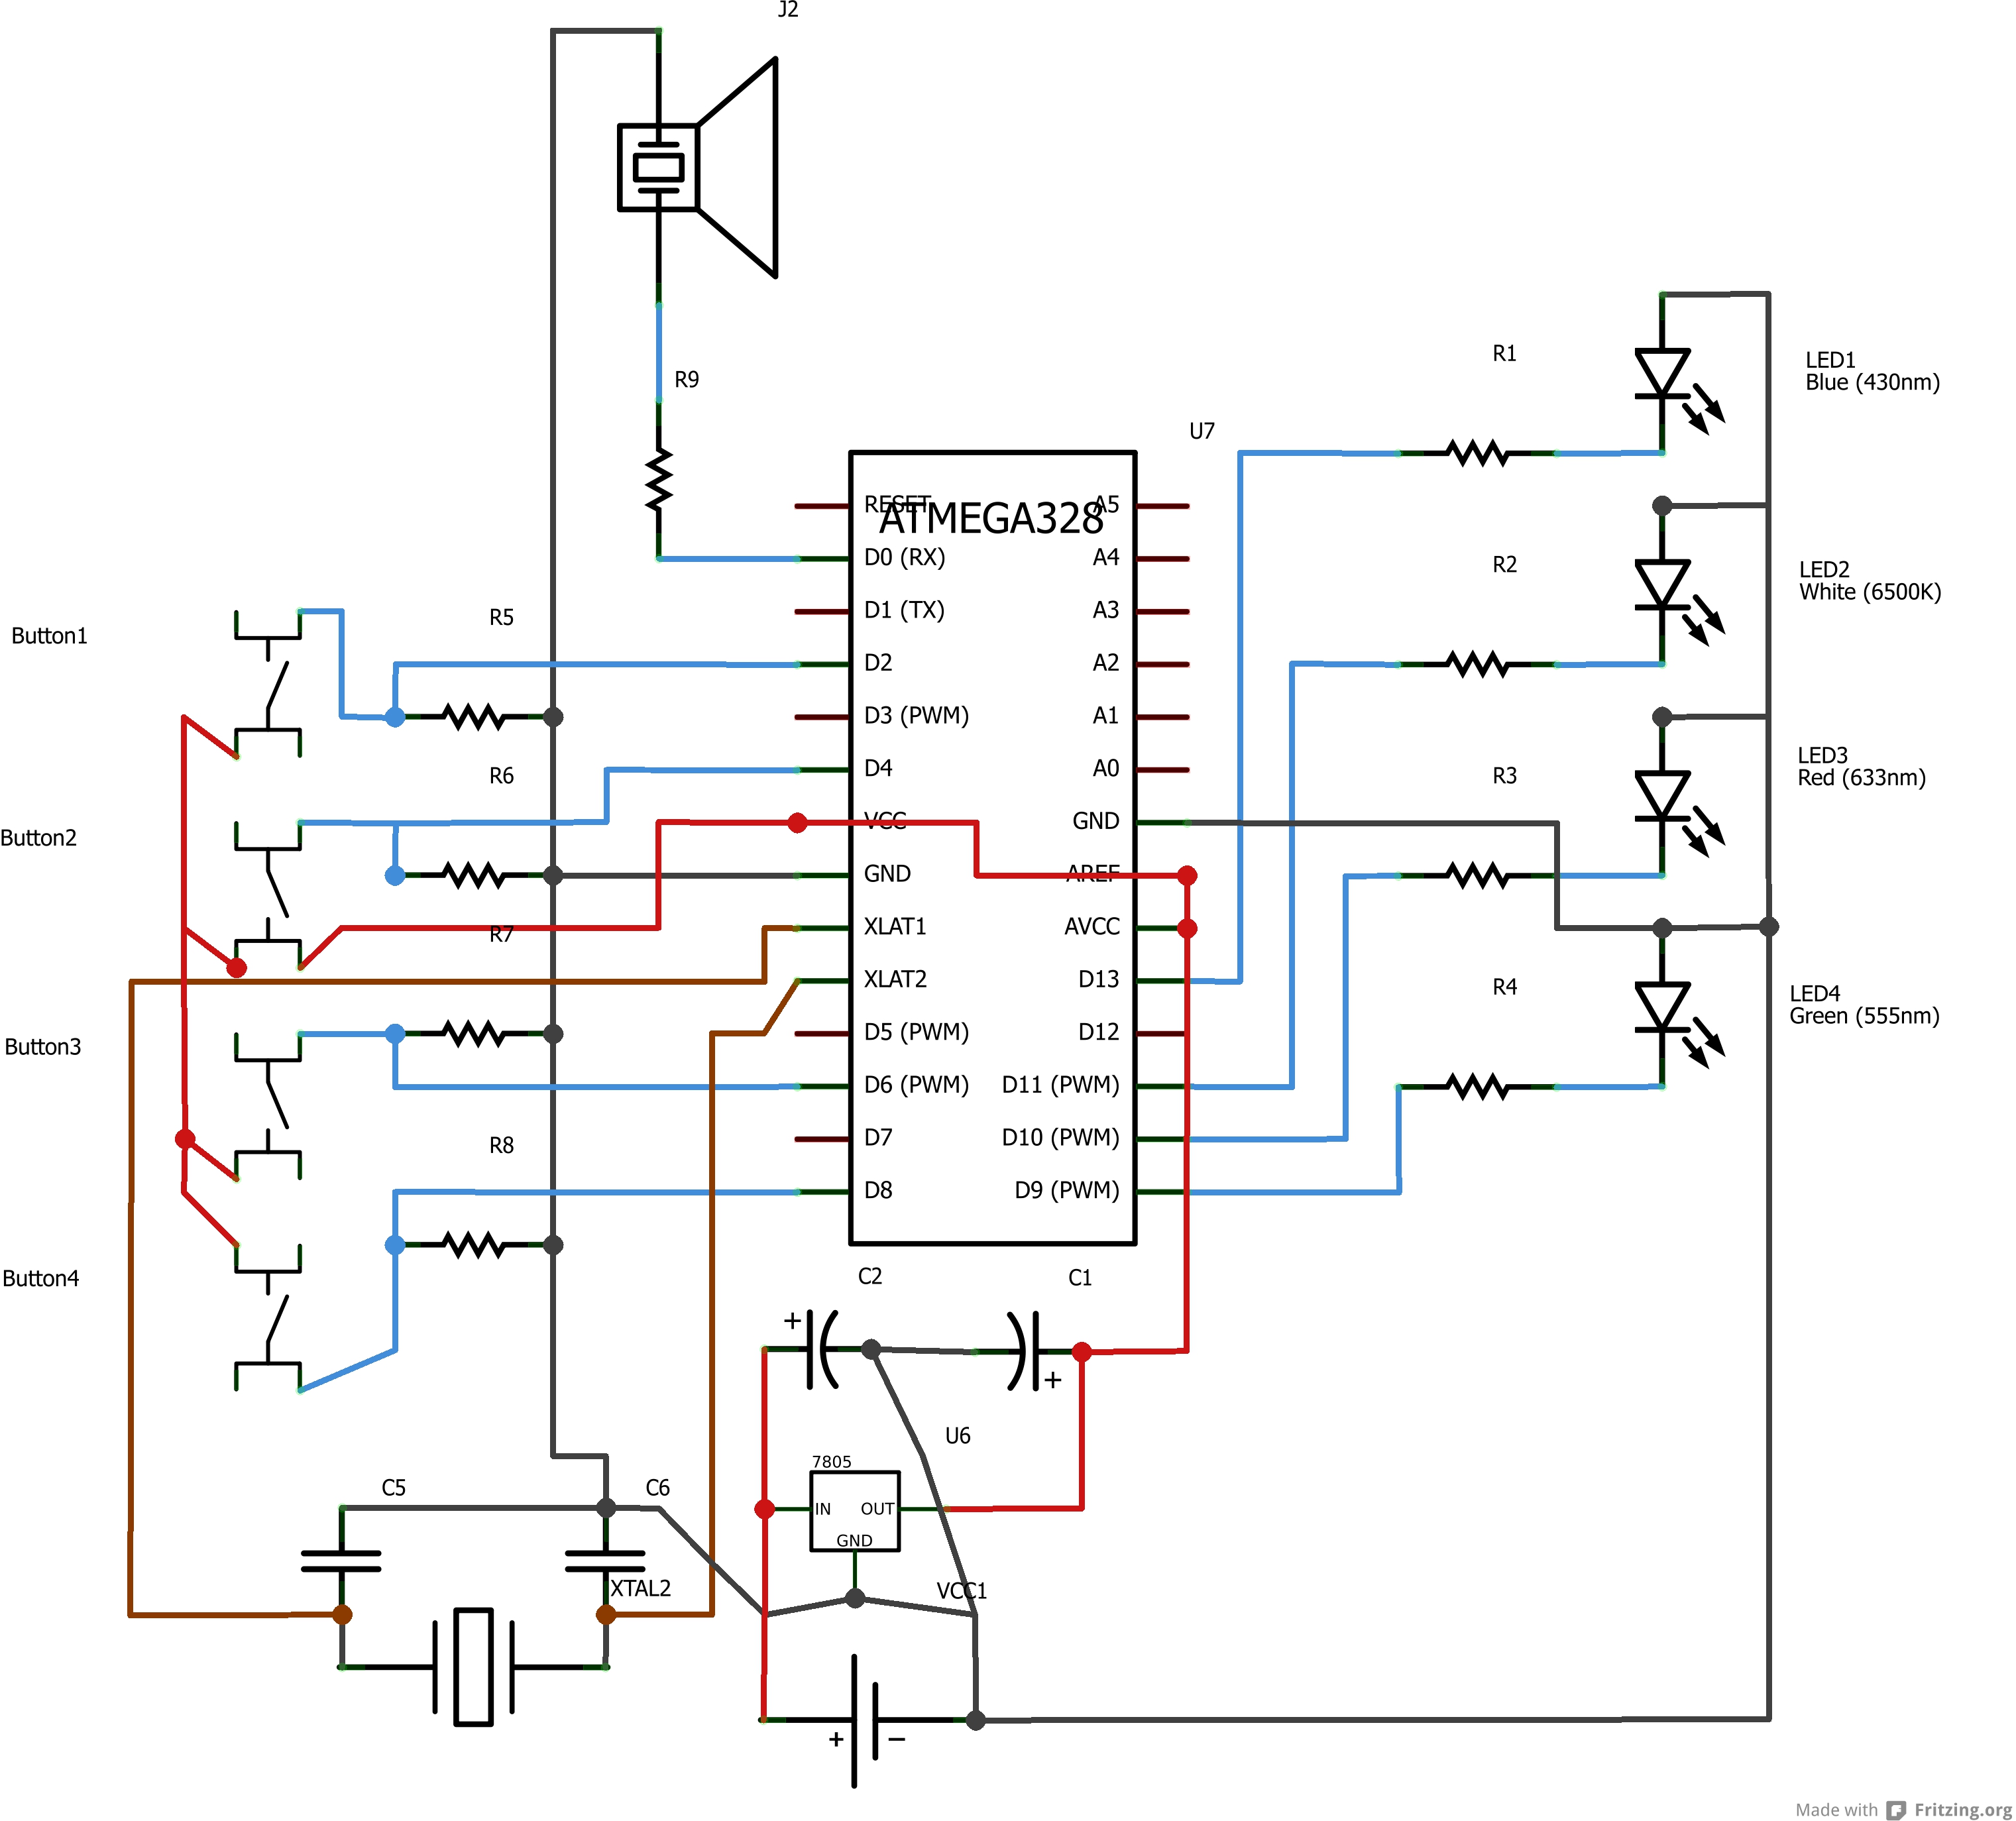 J2
R9
R1
LED1
Blue (430nm)
U7
RESET
ATMEGA328
A5
D0 (RX)
A4
R2
LED2
White (6500K)
Button1
R5
D1 (TX)
A3
D2
A2
D3 (PWM)
A1
R6
D4
A0
R3
LED3
Red (633nm)
Button2
VCC
GND
GND
AREF
R7
XLAT1
AVCC
XLAT2
D13
R4
LED4
Green (555nm)
Button3
D5 (PWM)
D12
D6 (PWM)
D11 (PWM)
R8
D7
D10 (PWM)
D8
D9 (PWM)
Button4
C2
C1
+
+
U6
7805
C5
C6
IN
OUT
GND
XTAL2
VCC1
+
−
Made with Fritzing.org